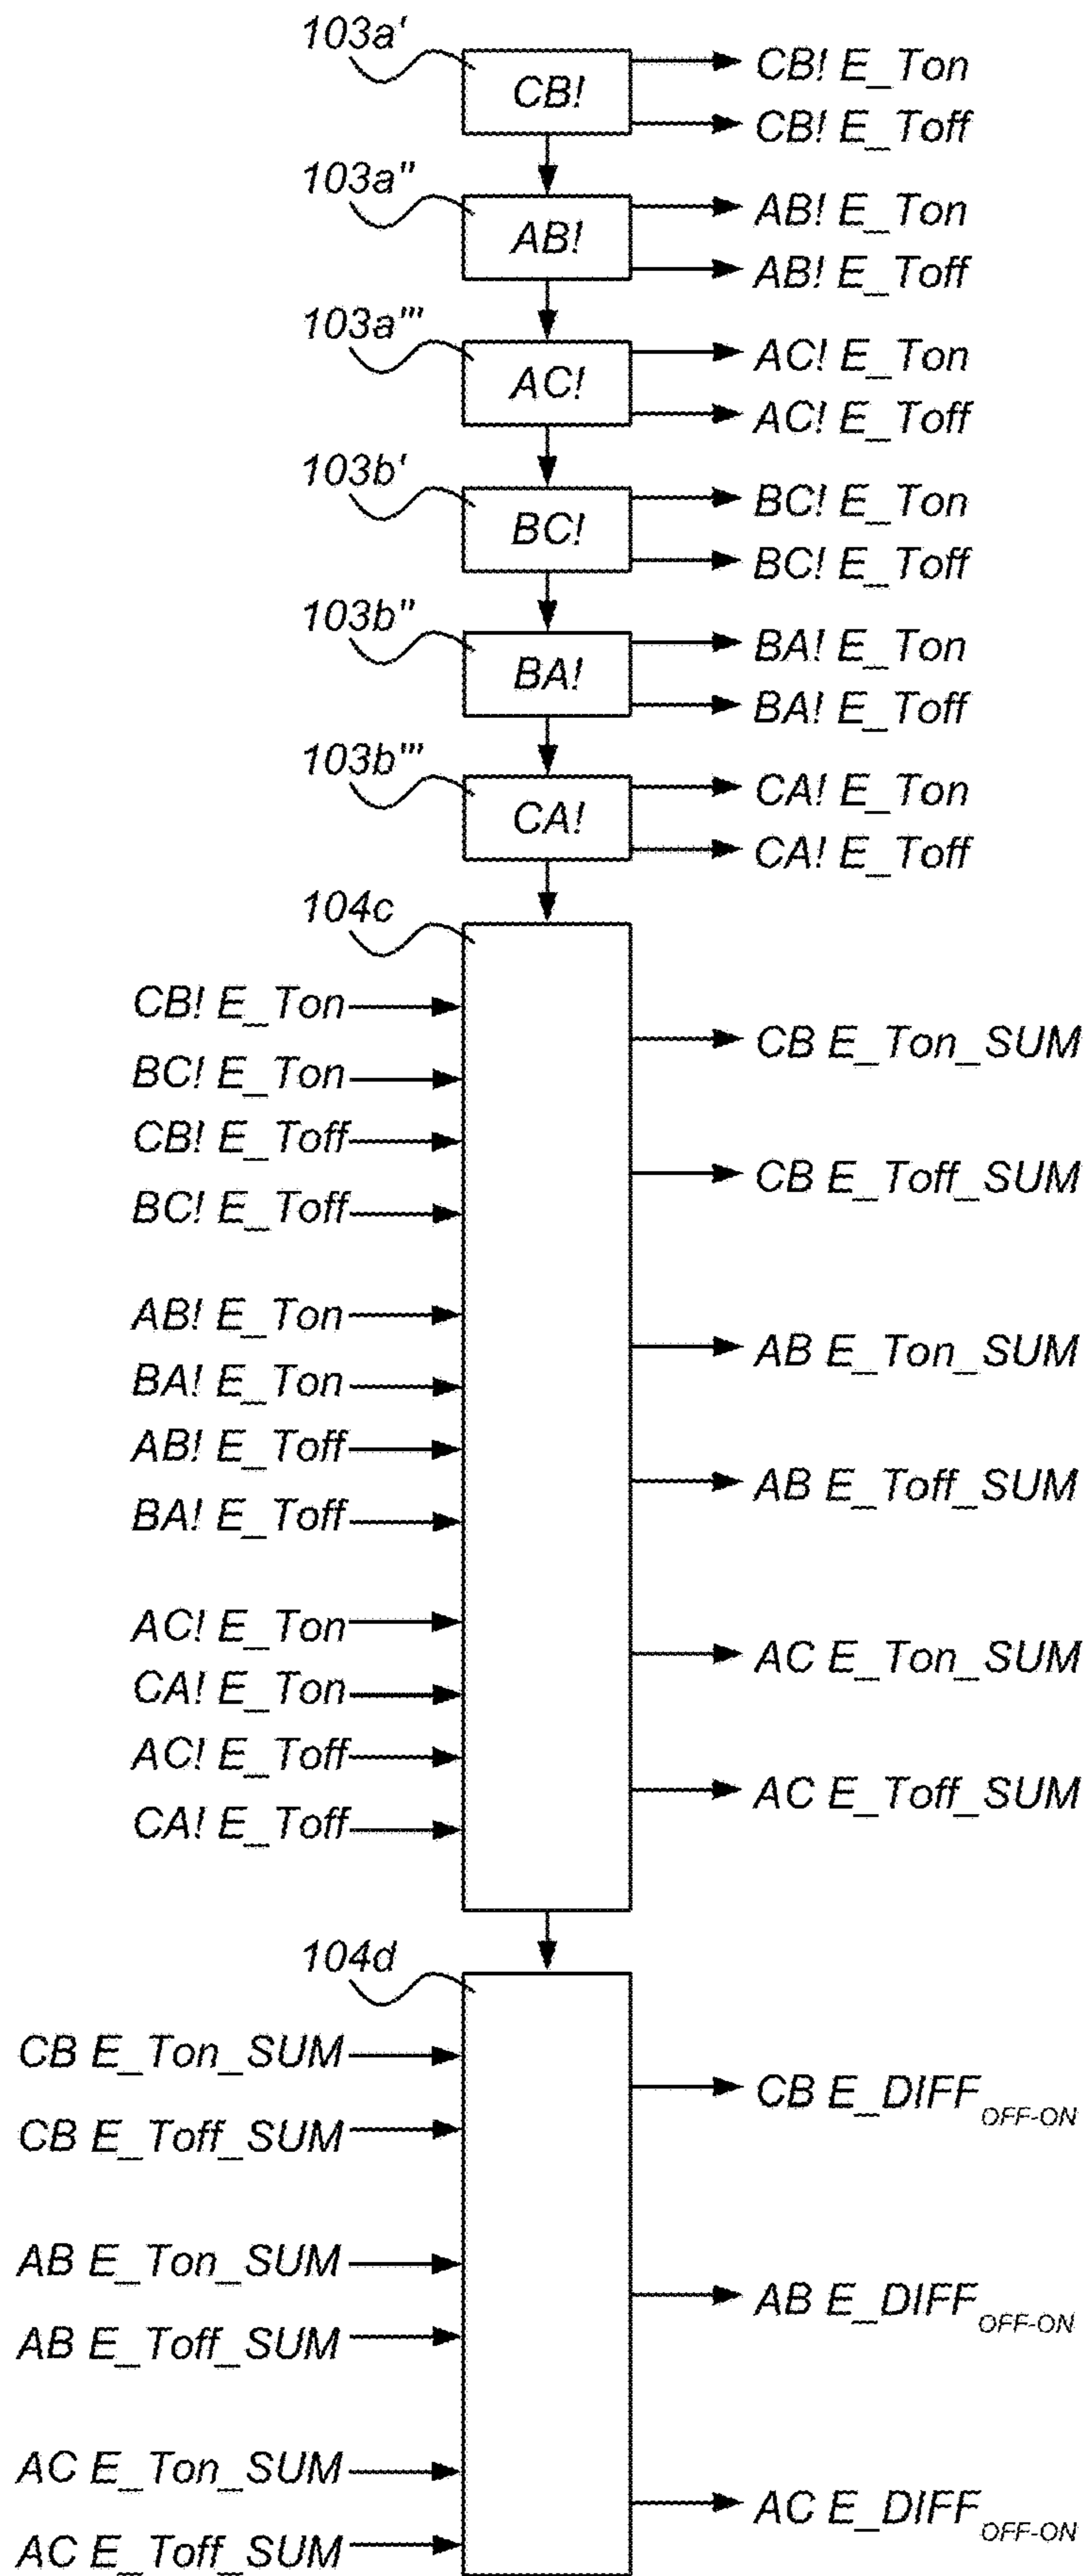 103a'
CB!
CB! E_Ton
CB! E_Toff
103a"
AB!
AB! E_Ton
AB! E_Toff
103a'"
AC!
AC! E_Ton
AC! E_Toff
103b'
BC!
BC! E_Ton
BC! E_Toff
103b"
BA!
BA! E_Ton
BA! E_Toff
103b'"
CA!
CA! E_Ton
CA! E_Toff
104c
CB! E_Ton
BC! E_Ton
CB! E_Toff
BC! E_Toff
AB! E_Ton
BA! E_Ton
AB! E_Toff
BA! E_Toff
AC! E_Ton
CA! E_Ton
AC! E_Toff
CA! E_Toff
CB E_Ton_SUM
CB E_Toff_SUM
AB E_Ton_SUM
AB E_Toff_SUM
AC E_Ton_SUM
AC E_Toff_SUM
104d
CB E_Ton_SUM
CB E_Toff_SUM
AB E_Ton_SUM
AB E_Toff_SUM
AC E_Ton_SUM
AC E_Toff_SUM
CB E_DIFF OFF-ON
AB E_DIFF OFF-ON
AC E_DIFF OFF-ON